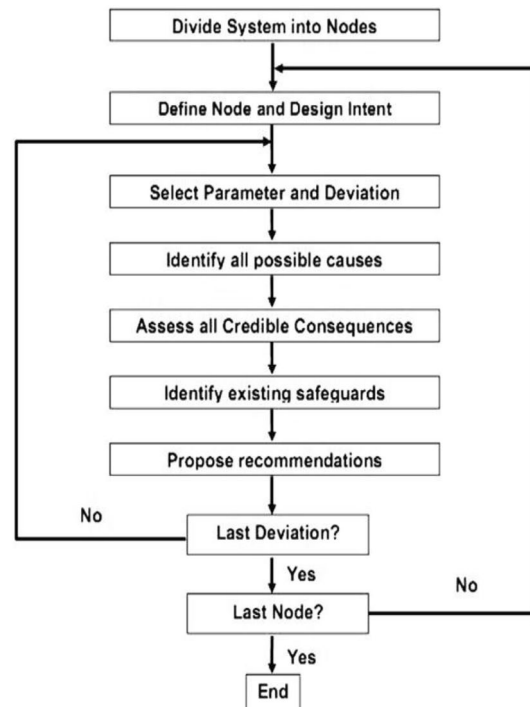 Divide System into Nodes
Define Node and Design Intent
Select Parameter and Deviation
Identify all possible causes
Assess all Credible Consequences
Identify existing safeguards
Propose recommendations
No
Last Deviation?
Yes
No
Last Node?
Yes
End